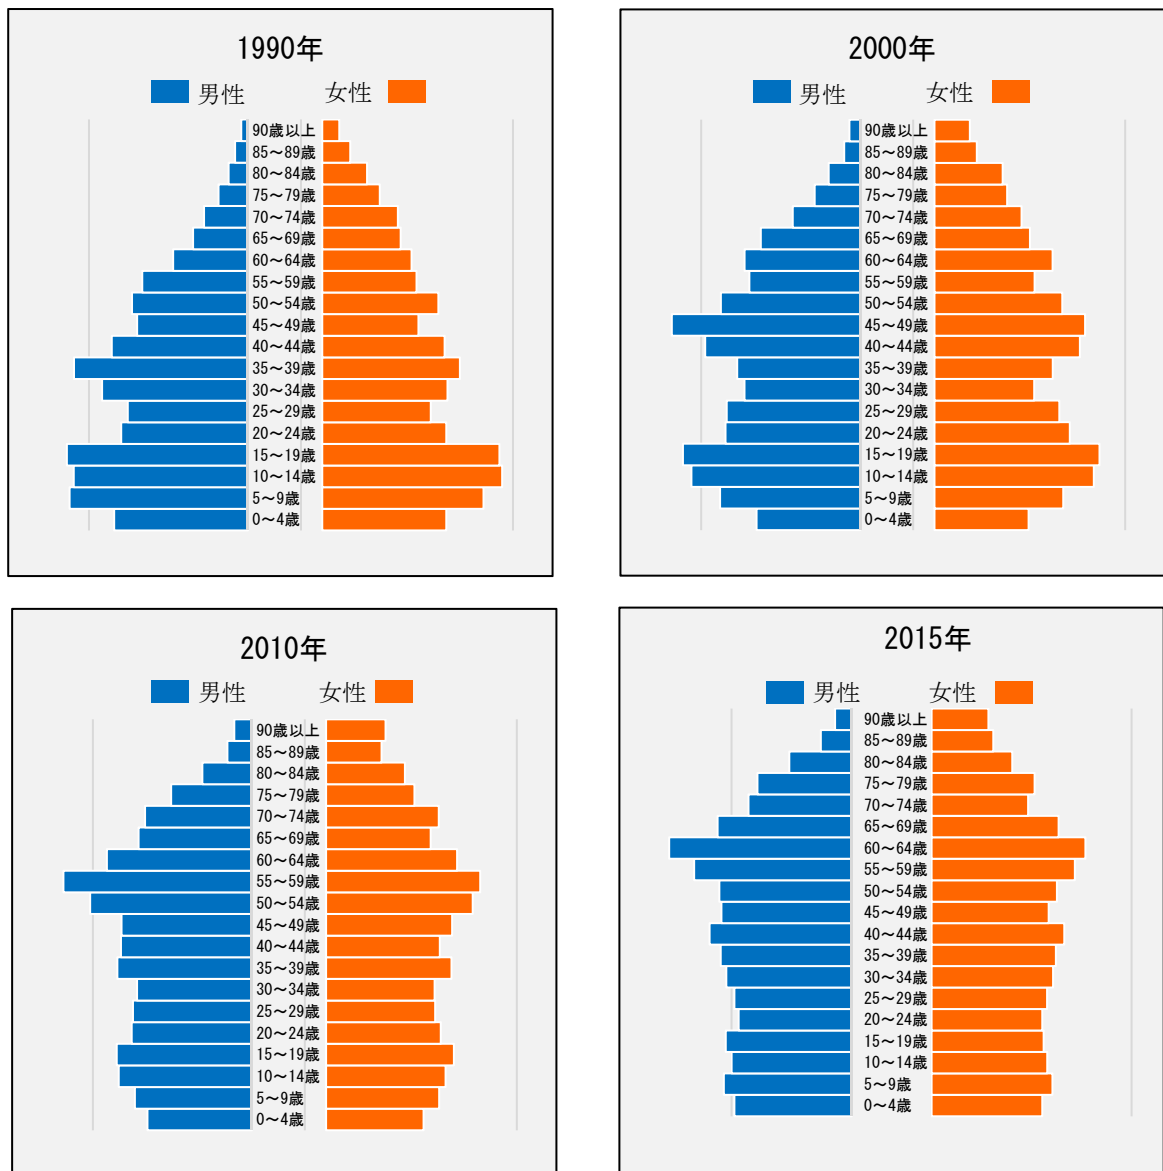 1990年
男性 女性
90歳以上
85～89歳
80～84歳
75～79歳
70～74歳
65～69歳
60～64歳
55～59歳
50～54歳
45～49歳
40～44歳
35～39歳
30～34歳
25～29歳
20～24歳
15～19歳
10～14歳
5～9歳
0～4歳
2000年
男性 女性
90歳以上
85～89歳
80～84歳
75～79歳
70～74歳
65～69歳
60～64歳
55～59歳
50～54歳
45～49歳
40～44歳
35～39歳
30～34歳
25～29歳
20～24歳
15～19歳
10～14歳
5～9歳
0～4歳
2010年
男性 女性
90歳以上
85～89歳
80～84歳
75～79歳
70～74歳
65～69歳
60～64歳
55～59歳
50～54歳
45～49歳
40～44歳
35～39歳
30～34歳
25～29歳
20～24歳
15～19歳
10～14歳
5～9歳
0～4歳
2015年
男性 女性
90歳以上
85～89歳
80～84歳
75～79歳
70～74歳
65～69歳
60～64歳
55～59歳
50～54歳
45～49歳
40～44歳
35～39歳
30～34歳
25～29歳
20～24歳
15～19歳
10～14歳
5～9歳
0～4歳